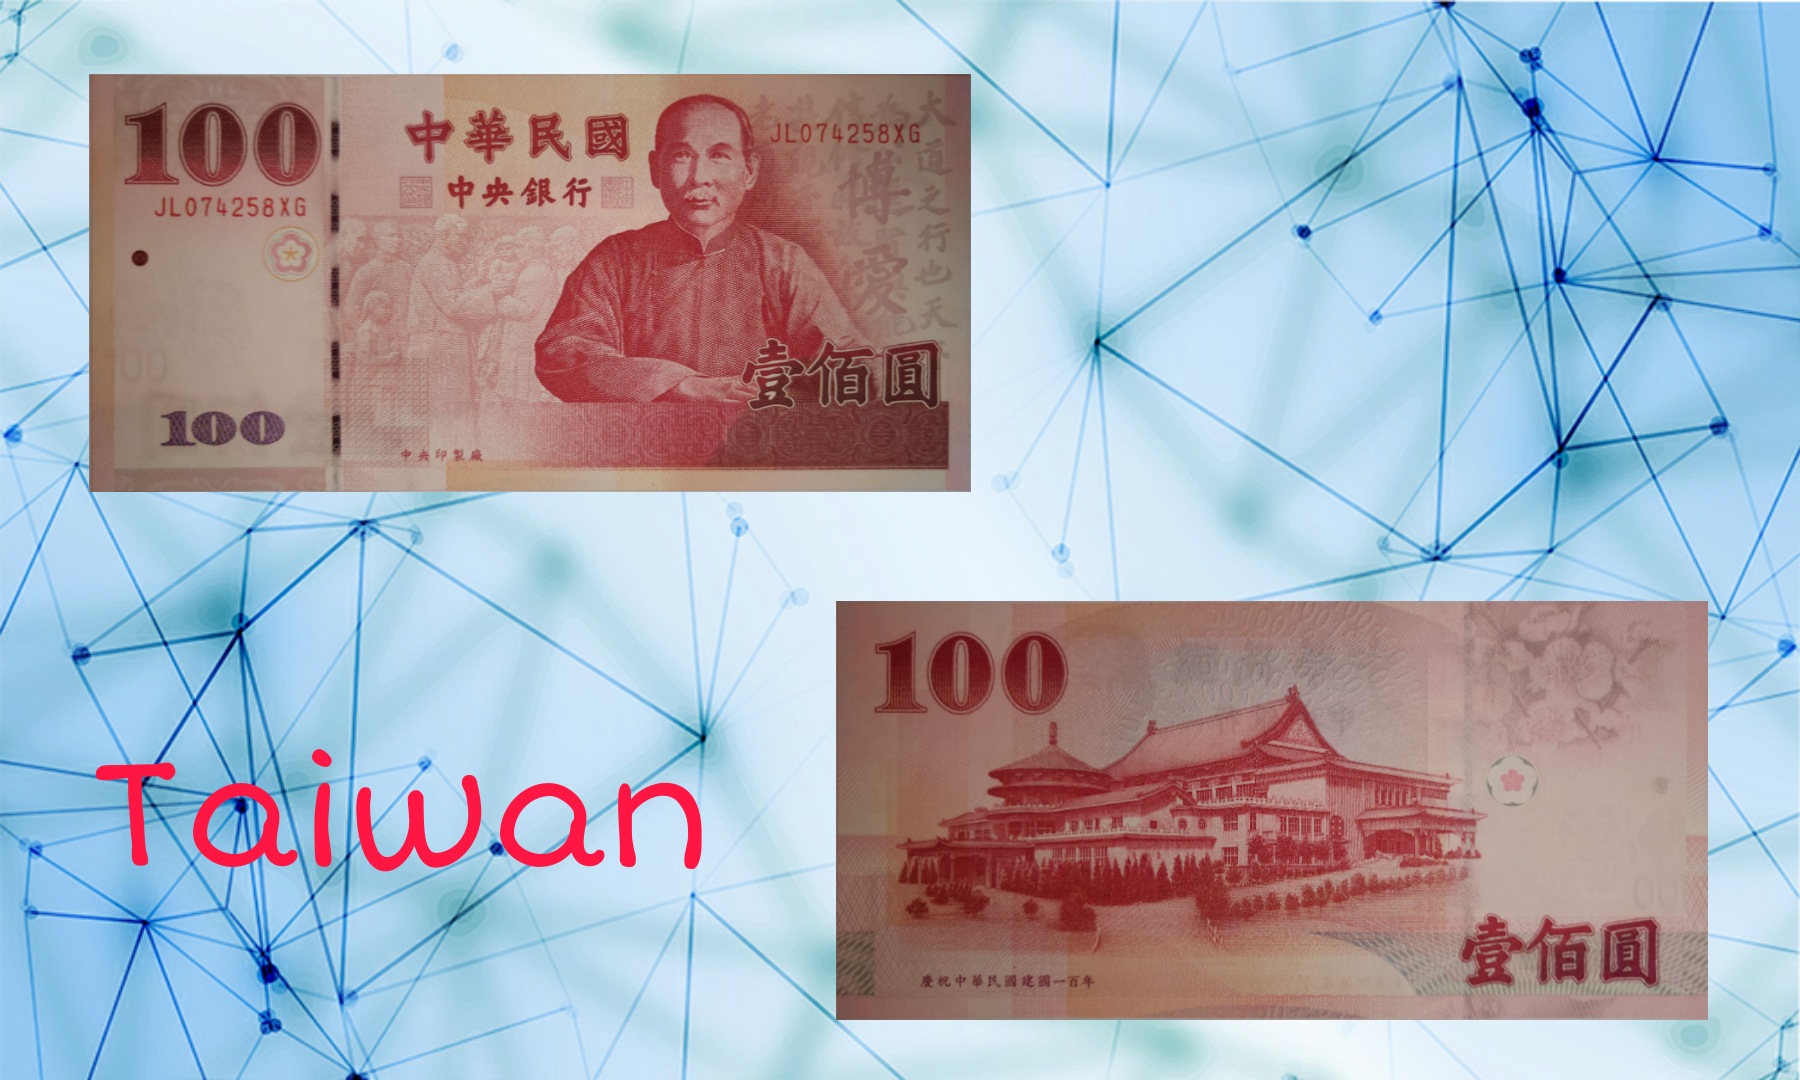 100
JL074258XG
中華民國
中央銀行
JL074258XG
大道之行也天
博愛
壹佰圓
100
中央印製廠
Taiwan
100
壹佰圓
慶祝中華民國建國一百年